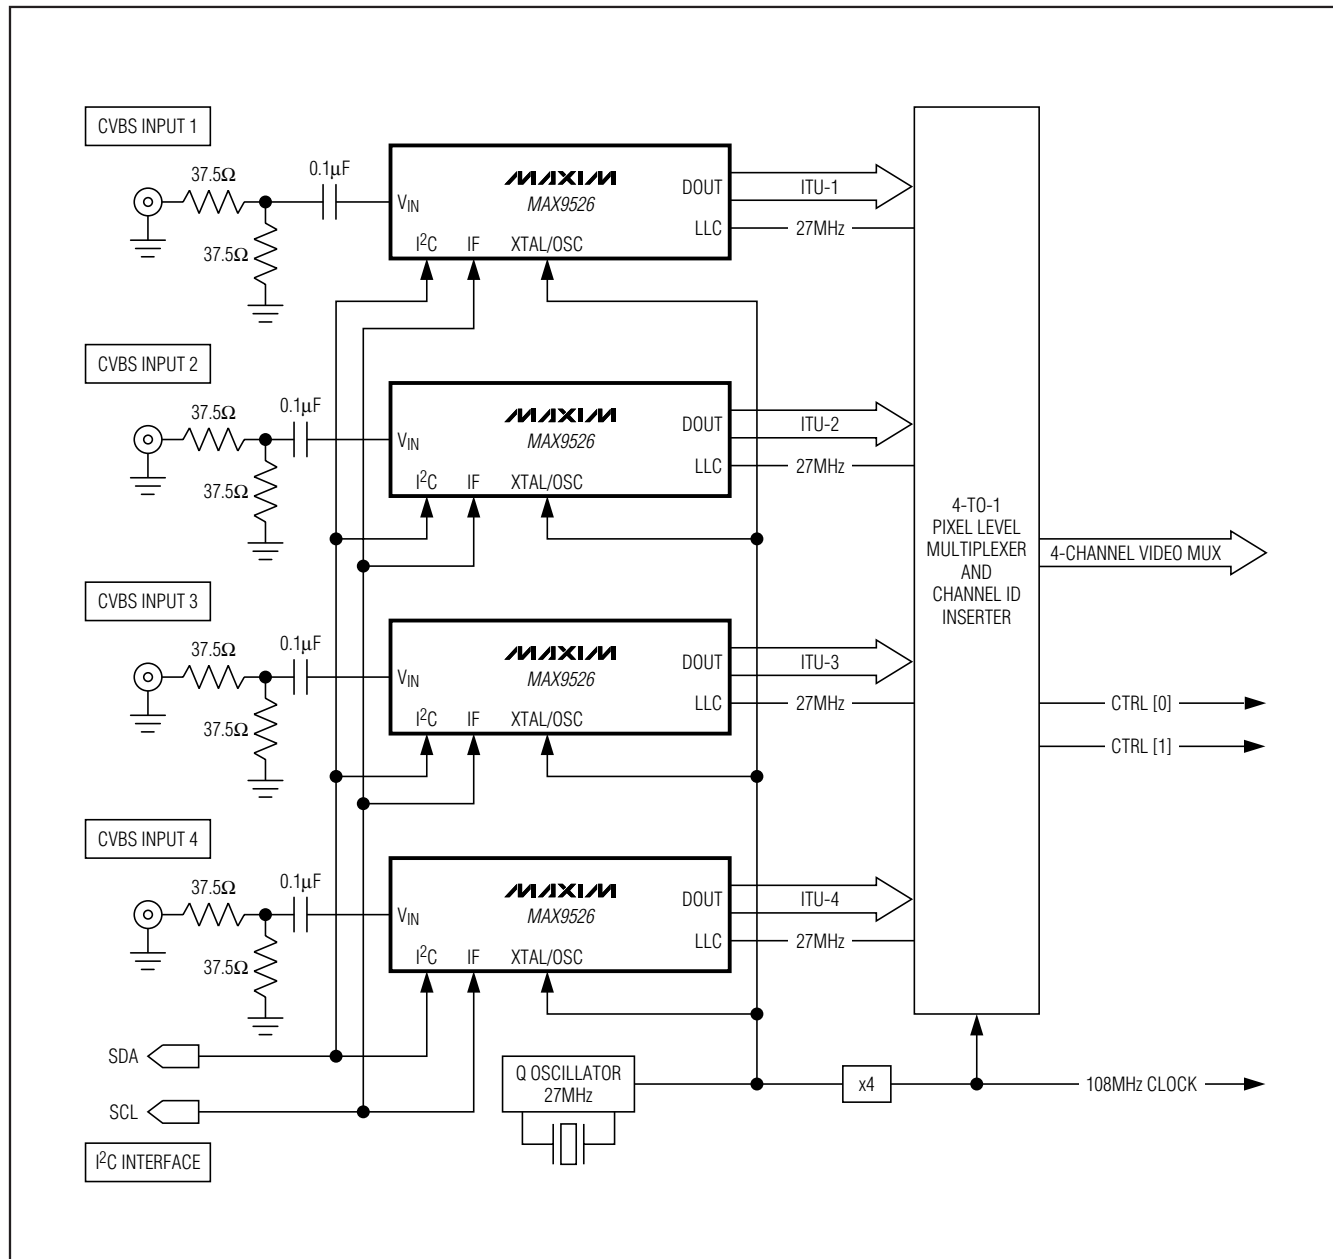 CVBS INPUT 1
37.5Ω
0.1µF
37.5Ω
VIN
MAXIM
MAX9526
DOUT
LLC
I2C
IF
XTAL/OSC
ITU-1
27MHz
CVBS INPUT 2
37.5Ω
0.1µF
37.5Ω
VIN
MAXIM
MAX9526
DOUT
LLC
I2C
IF
XTAL/OSC
ITU-2
27MHz
CVBS INPUT 3
37.5Ω
0.1µF
37.5Ω
VIN
MAXIM
MAX9526
DOUT
LLC
I2C
IF
XTAL/OSC
ITU-3
27MHz
CVBS INPUT 4
37.5Ω
0.1µF
37.5Ω
VIN
MAXIM
MAX9526
DOUT
LLC
I2C
IF
XTAL/OSC
ITU-4
27MHz
4-TO-1
PIXEL LEVEL
MULTIPLEXER
AND
CHANNEL ID
INSERTER
4-CHANNEL VIDEO MUX
CTRL [0]
CTRL [1]
SDA
SCL
I2C INTERFACE
Q OSCILLATOR
27MHz
x4
108MHz CLOCK